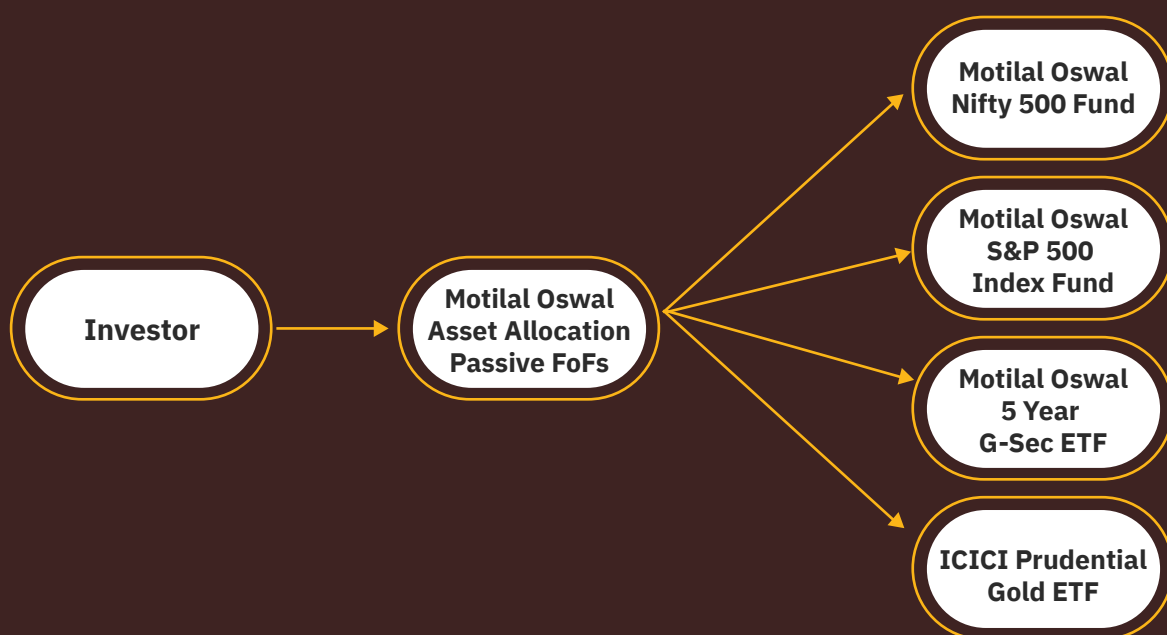 Investor
Motilal Oswal
Asset Allocation
Passive FoFs
Motilal Oswal
Nifty 500 Fund
Motilal Oswal
S&P 500
Index Fund
Motilal Oswal
5 Year
G-Sec ETF
ICICI Prudential
Gold ETF